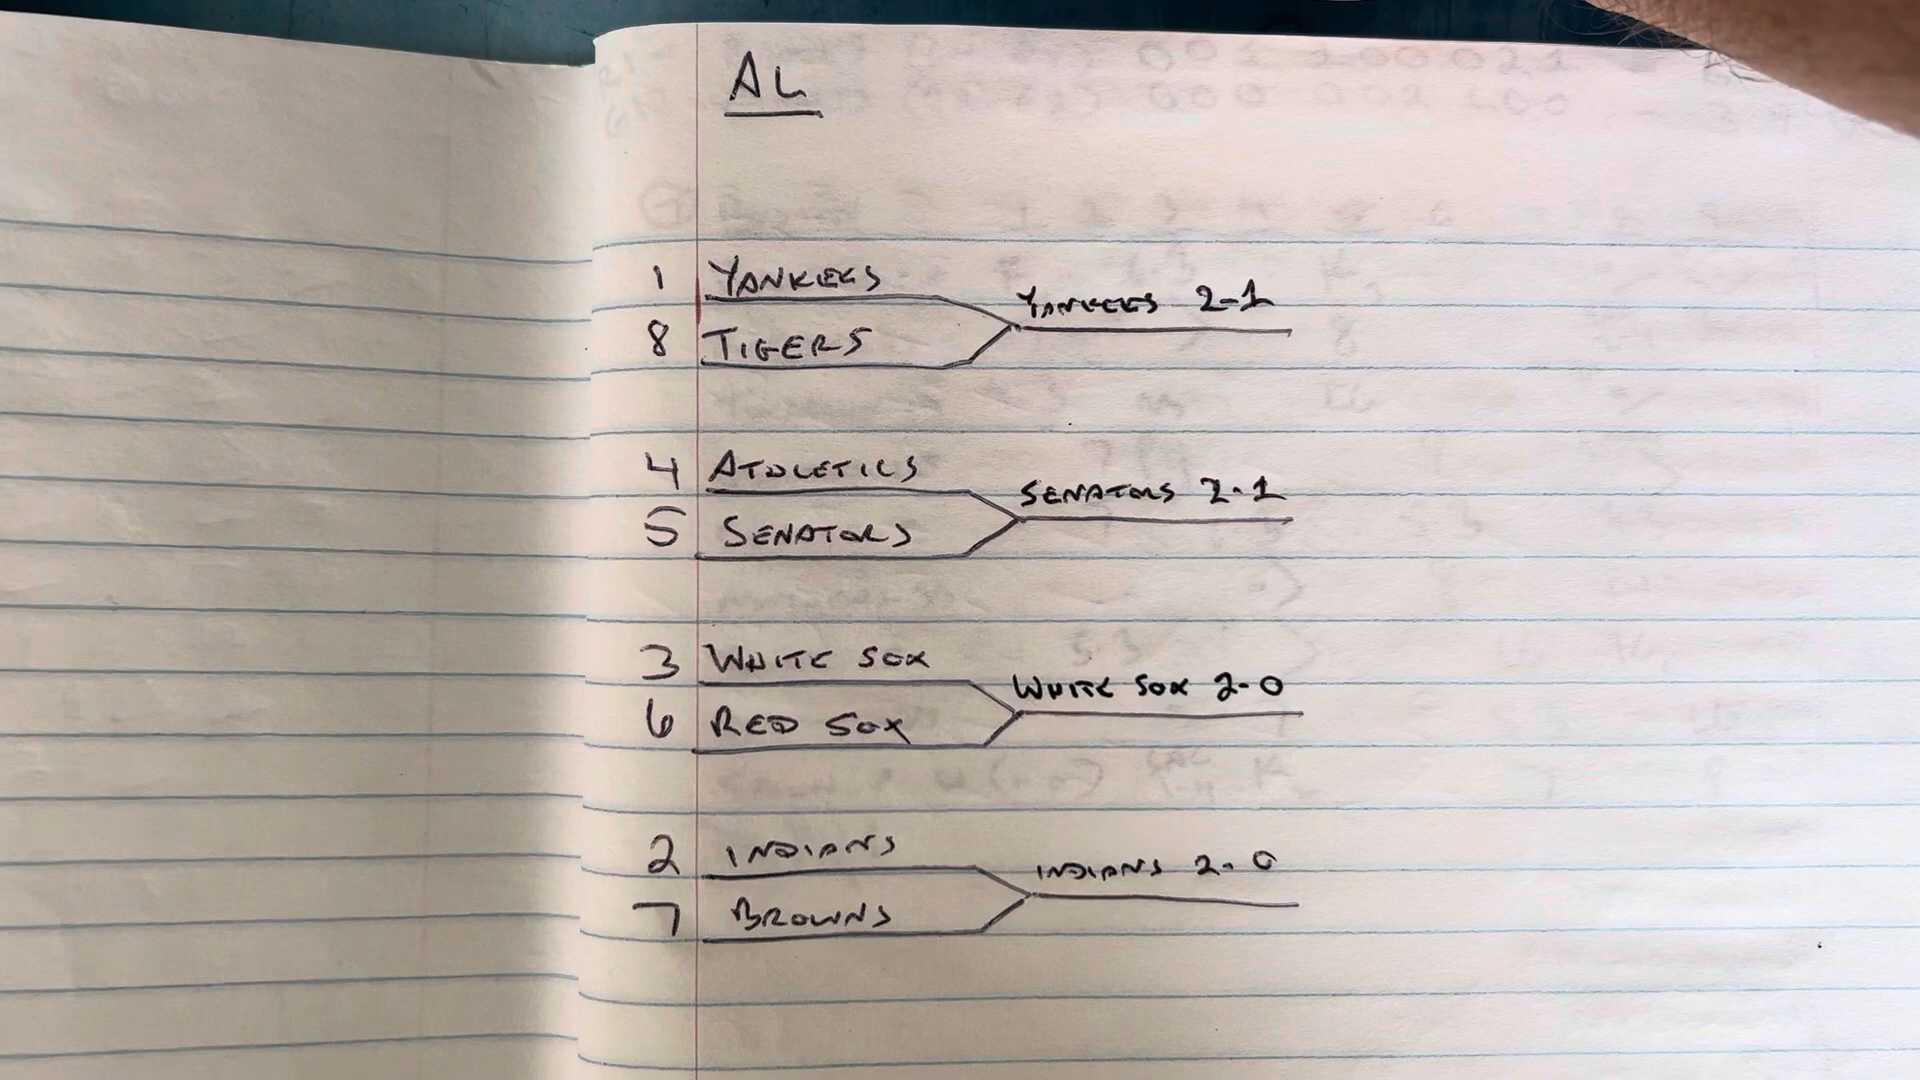 AL
1 YANKEES
YANKEES 2-1
8 TIGERS
4 ATHLETICS
SENATORS 2-1
5 SENATORS
3 WHITE SOX
WHITE SOX 2-0
6 RED SOX
2 INDIANS
INDIANS 2-0
7 BROWNS